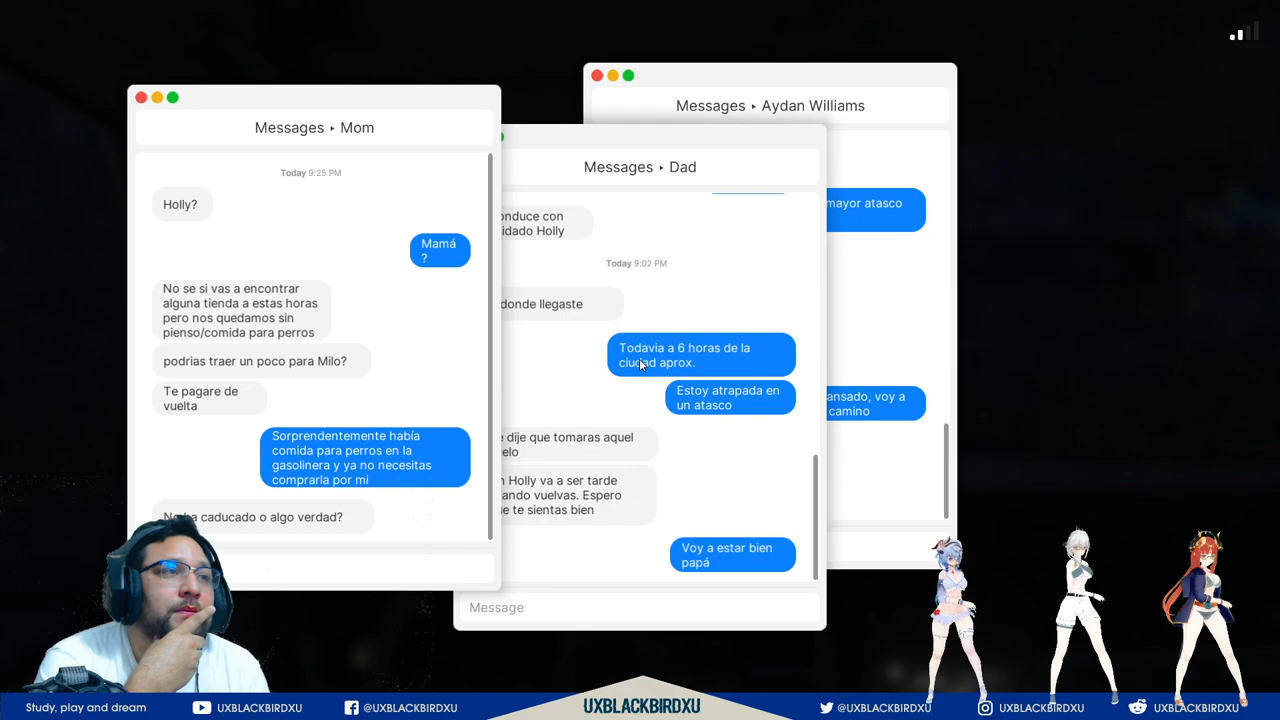 Messages ▸ Mom
Today 9:25 PM
Holly?
Mamá
?
No se si vas a encontrar
alguna tienda a estas horas
pero nos quedamos sin
pienso/comida para perros
podrias traer un poco para Milo?
Te pagare de
vuelta
Sorprendentemente había
comida para perros en la
gasolinera y ya no necesitas
comprarla por mi
caducado o algo verdad?
Messages ▸ Dad
onduce con
idado Holly
Today 9:02 PM
donde llegaste
Todavia a 6 horas de la
ciudad aprox.
Estoy atrapada en
un atasco
dije que tomaras aquel
elo
Holly va a ser tarde
ando vuelvas. Espero
e te sientas bien
Voy a estar bien
papá
Message
Messages ▸ Aydan Williams
mayor atasco
ansado, voy a
camino
Study, play and dream
UXBLACKBIRDXU
@UXBLACKBIRDXU
UXBLACKBIRDXU
@UXBLACKBIRDXU
UXBLACKBIRDXU
UXBLACKBIRDXU